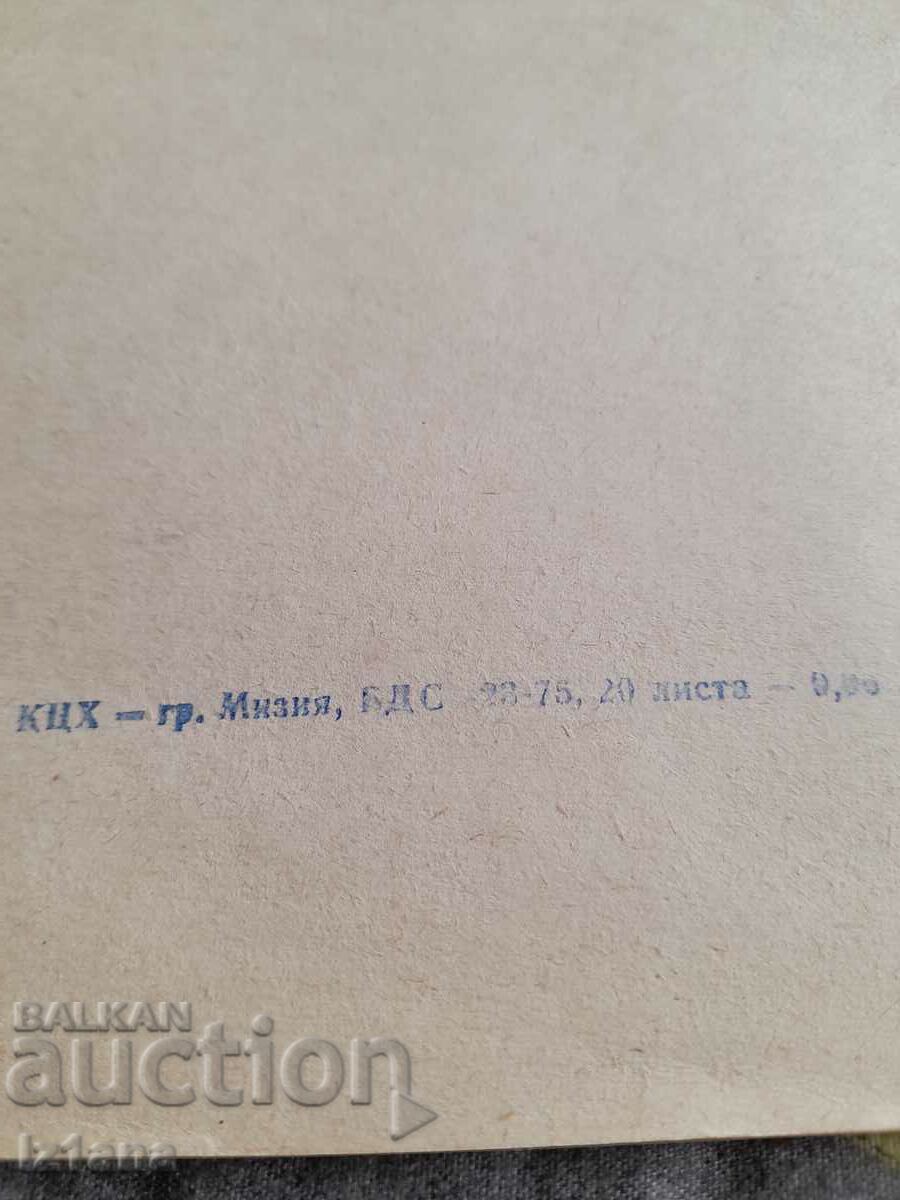 КЦХ — гр. Мизия, БДС 23-75, 20 листа — 0,06
BALKAN
auction
iz1ana